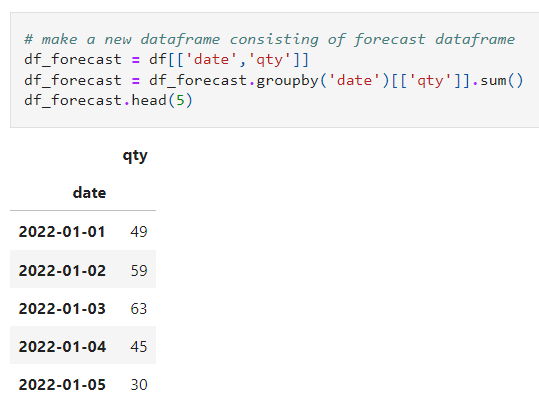 # make a new dataframe consisting of forecast dataframe
df_forecast = df[['date','qty']]
df_forecast = df_forecast.groupby('date')[['qty']].sum()
df_forecast.head(5)
qty
date
2022-01-01 49
2022-01-02 59
2022-01-03 63
2022-01-04 45
2022-01-05 30